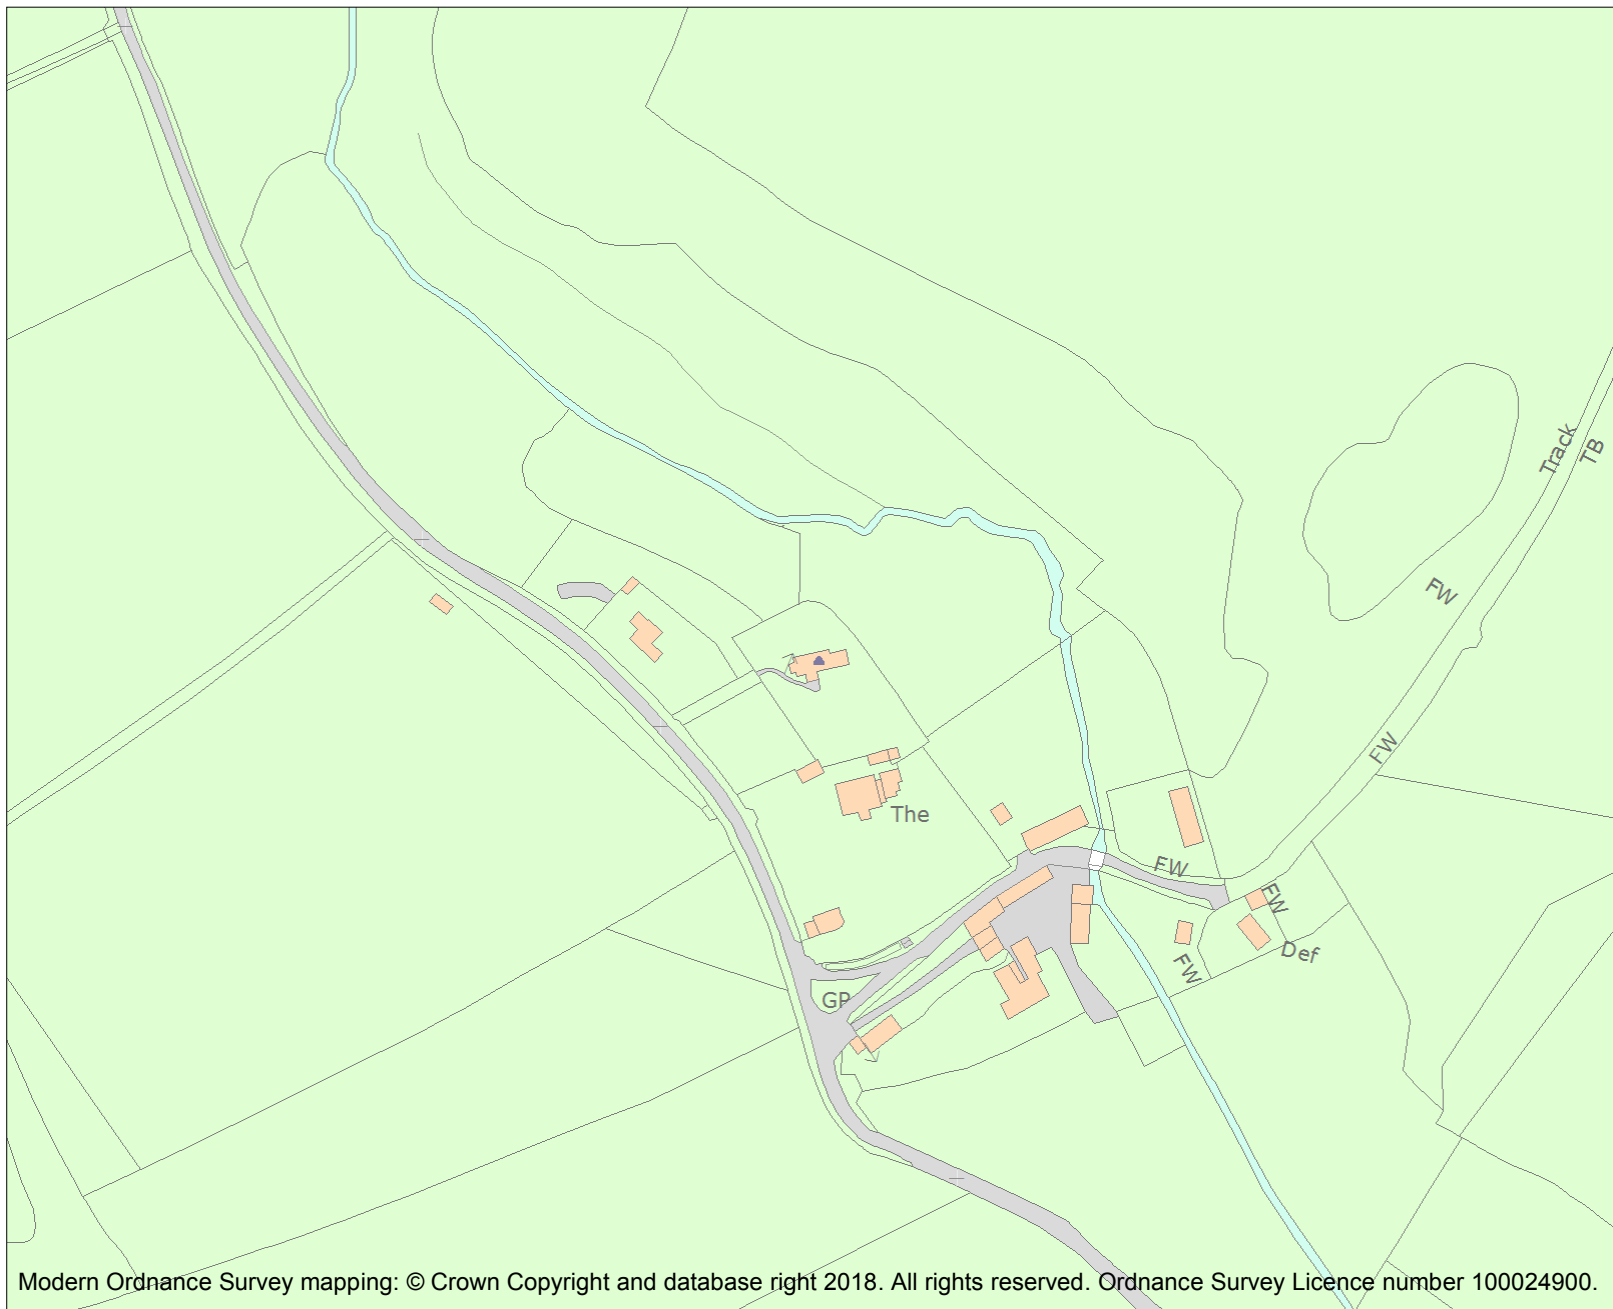 Track
TB
FW
FW
The
FW
FW
Def
FW
GP
Modern Ordnance Survey mapping: © Crown Copyright and database right 2018. All rights reserved. Ordnance Survey Licence number 100024900.